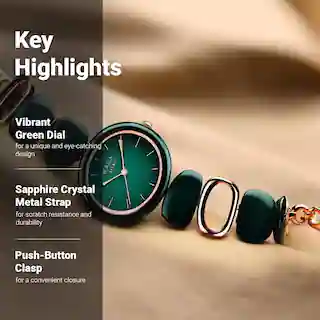 Key
Highlights
Vibrant
Green Dial
for a unique and eye-catching
design
Sapphire Crystal
Metal Strap
for scratch resistance and
durability
Push-Button
Clasp
for a convenient closure